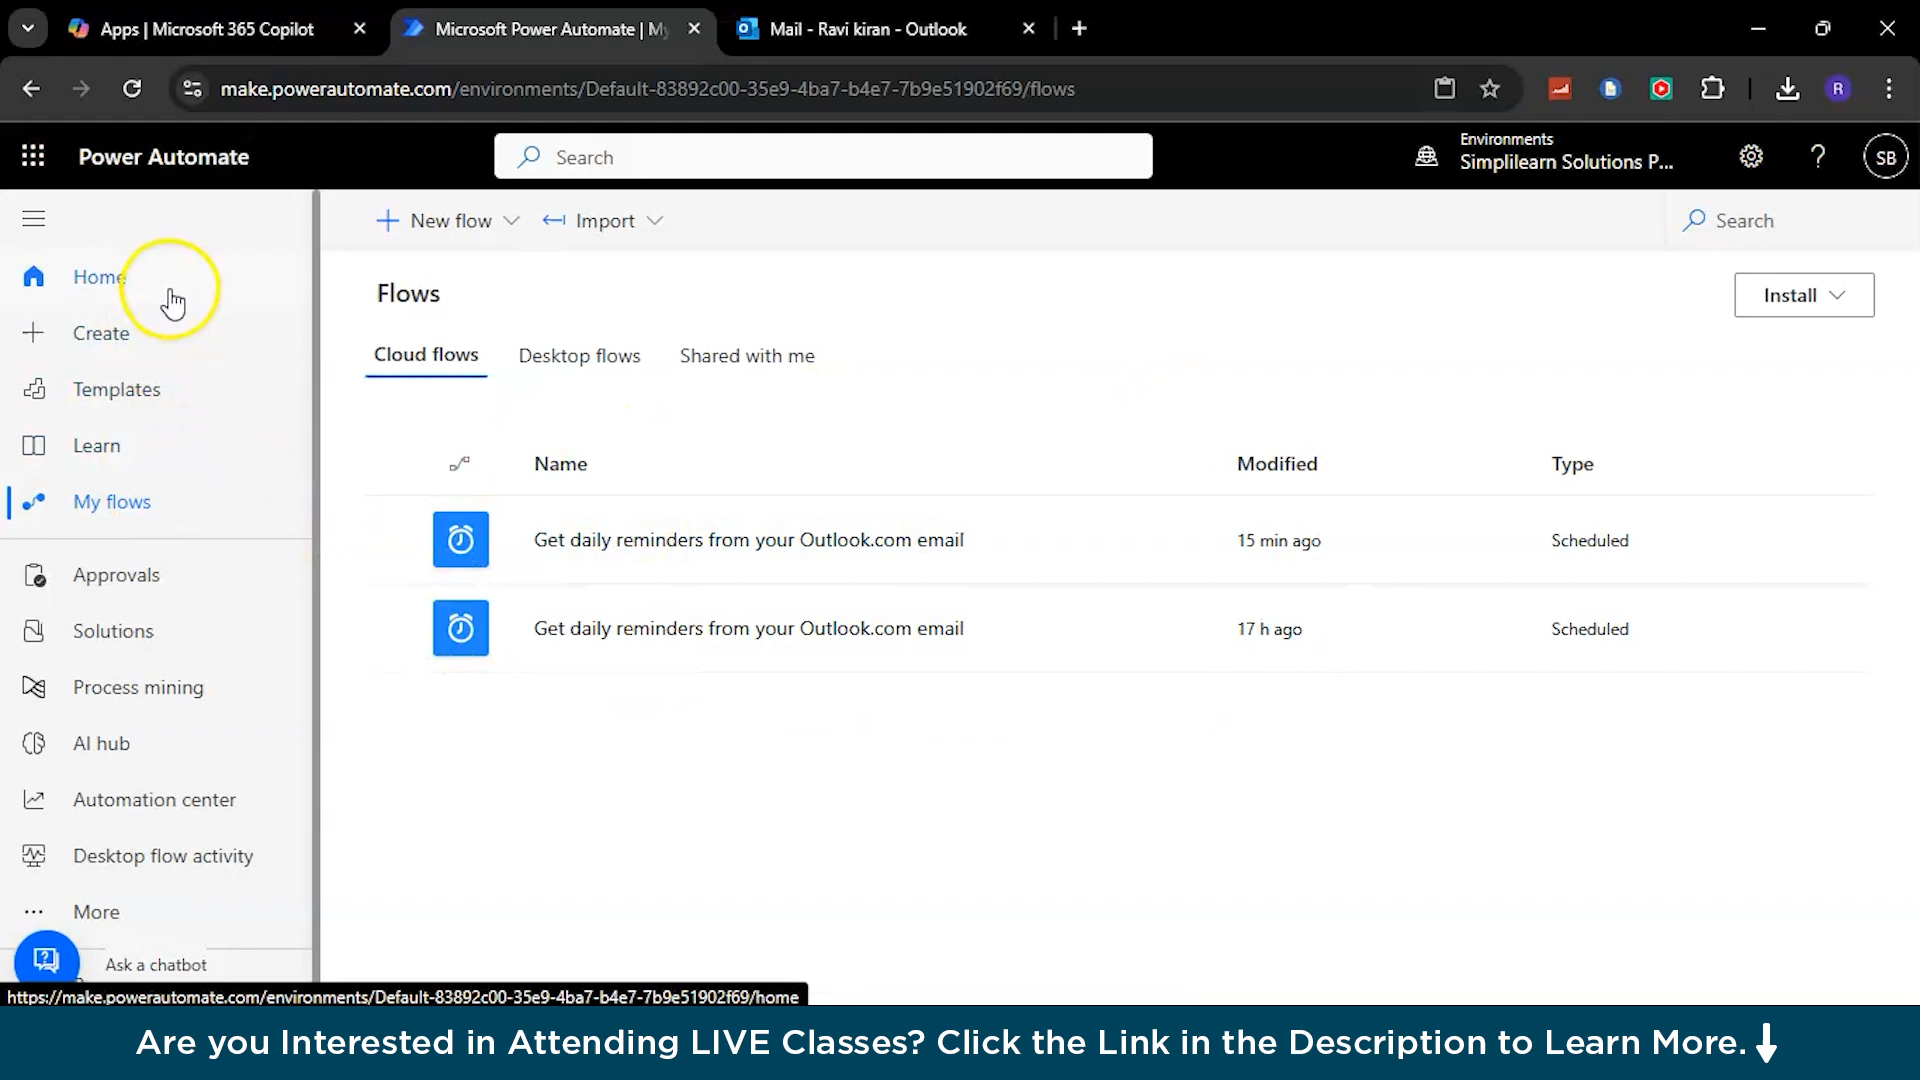 Apps | Microsoft 365 Copilot
Microsoft Power Automate | My
Mail - Ravi kiran - Outlook
make.powerautomate.com/environments/Default-83892c00-35e9-4ba7-b4e7-7b9e51902f69/flows
R
Power Automate
Search
Environments
Simplilearn Solutions P...
?
SB
New flow
Import
Search
Home
Create
Templates
Learn
My flows
Approvals
Solutions
Process mining
AI hub
Automation center
Desktop flow activity
More
Ask a chatbot
Flows
Install
Cloud flows
Desktop flows
Shared with me
Name
Modified
Type
Get daily reminders from your Outlook.com email
15 min ago
Scheduled
Get daily reminders from your Outlook.com email
17 h ago
Scheduled
https://make.powerautomate.com/environments/Default-83892c00-35e9-4ba7-b4e7-7b9e51902f69/home
Are you Interested in Attending LIVE Classes? Click the Link in the Description to Learn More.